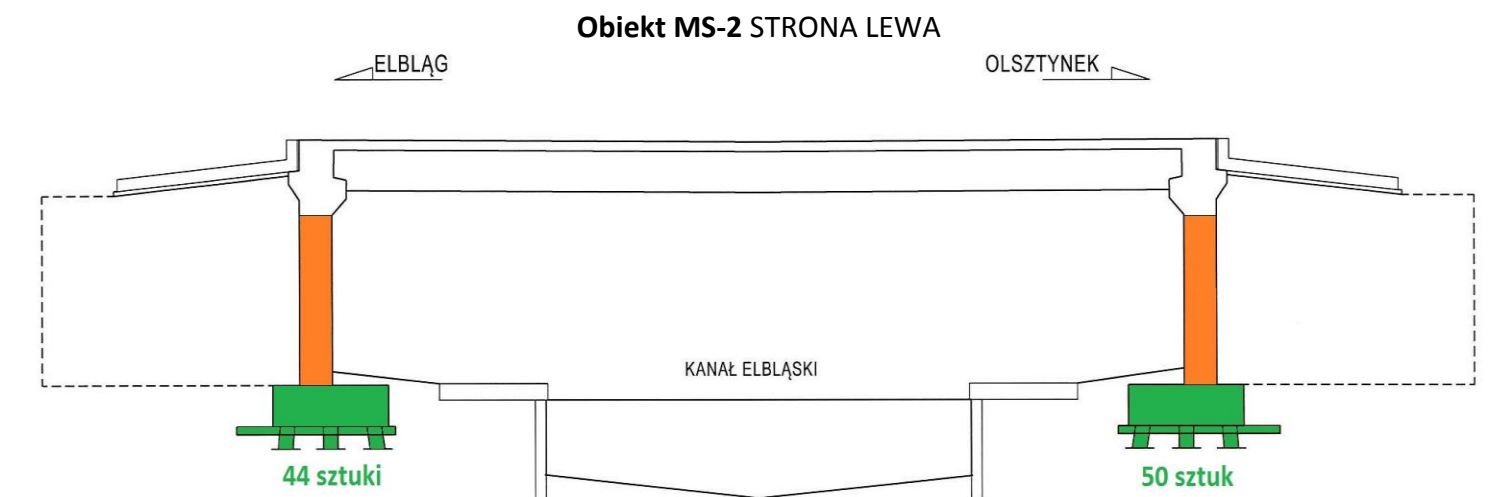 Obiekt MS-2 STRONA LEWA
ELBLĄG
OLSZTYNEK
KANAŁ ELBLĄSKI
44 sztuki
50 sztuk